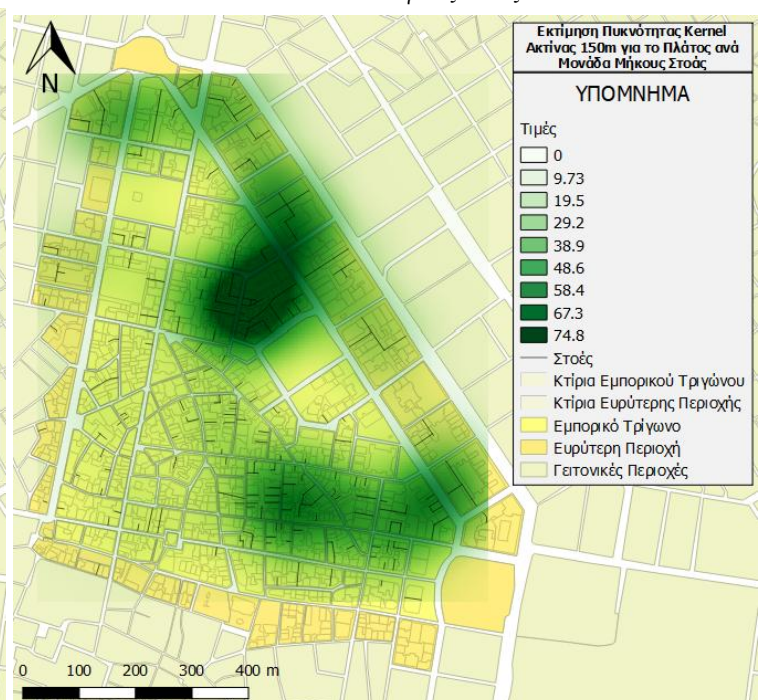 Εκτίμηση Πυκνότητας Kernel
Ακτίνας 150m για το Πλάτος ανά
Μονάδα Μήκους Στοάς
N
ΥΠΟΜΝΗΜΑ
Τιμές
0
9.73
19.5
29.2
38.9
48.6
58.4
67.3
74.8
Στοές
Κτίρια Εμπορικού Τριγώνου
Κτίρια Ευρύτερης Περιοχής
Εμπορικό Τρίγωνο
Ευρύτερη Περιοχή
Γειτονικές Περιοχές
0 100 200 300 400 m